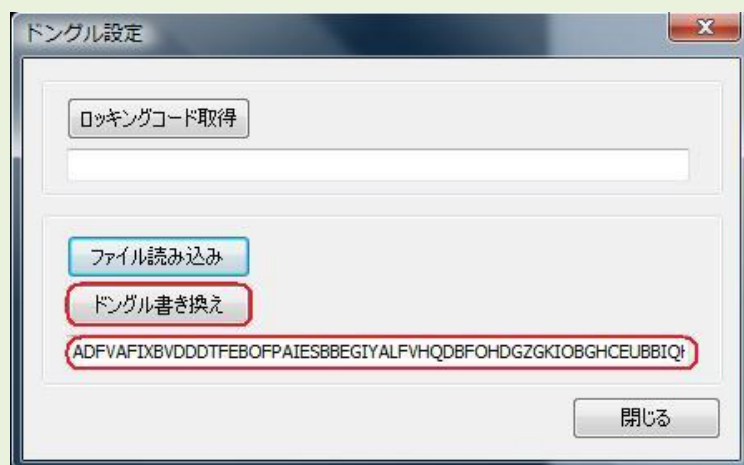 ドングル設定
ロッキングコード取得
ファイル読み込み
ドングル書き換え
ADFVAFIXBVDDDTFEBOFPAIESBBEGIYALFVHQDBFOHDGZGKIOBGHCEUBBIQ
閉じる